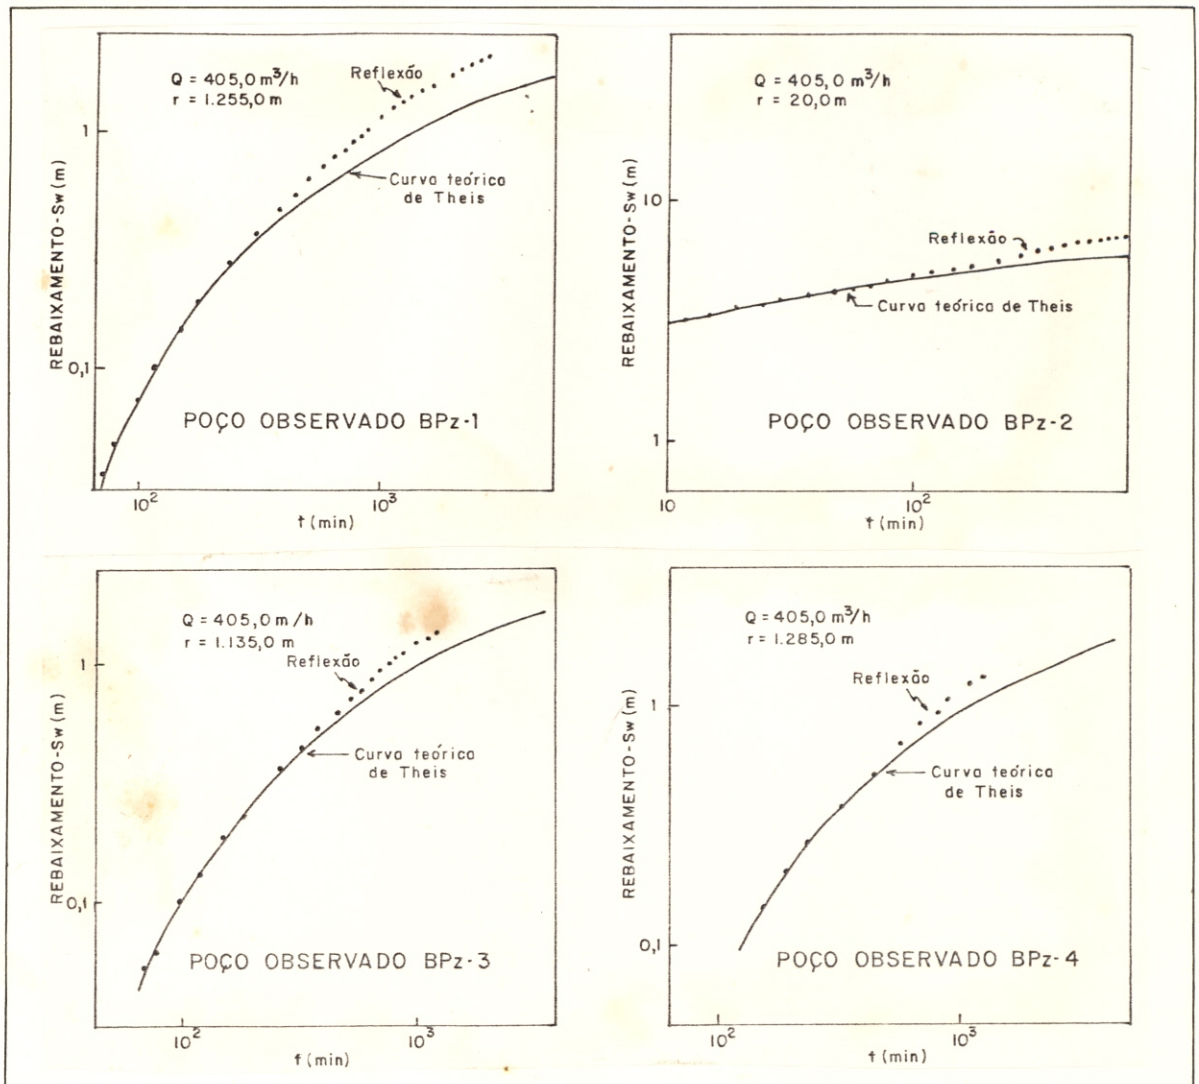 Q = 405,0 m³/h
r = 1.255,0 m
Reflexão
1
Curva teórica
de Theis
REBAIXAMENTO-Sw (m)
0,1
POÇO OBSERVADO BPz-1
10²
10³
t (min)
Q = 405,0 m³/h
r = 20,0 m
10
Reflexão
Curva teórica de Theis
REBAIXAMENTO-Sw (m)
POÇO OBSERVADO BPz-2
1
10
10²
t (min)
Q = 405,0 m /h
r = 1.135,0 m
Reflexão
1
Curva teórica
de Theis
REBAIXAMENTO-Sw (m)
0,1
POÇO OBSERVADO BPz-3
10²
10³
t (min)
Q = 405,0 m³/h
r = 1.285,0 m
Reflexão
1
Curva teórica
de Theis
REBAIXAMENTO-Sw (m)
0,1
POÇO OBSERVADO BPz-4
10²
10³
t (min)